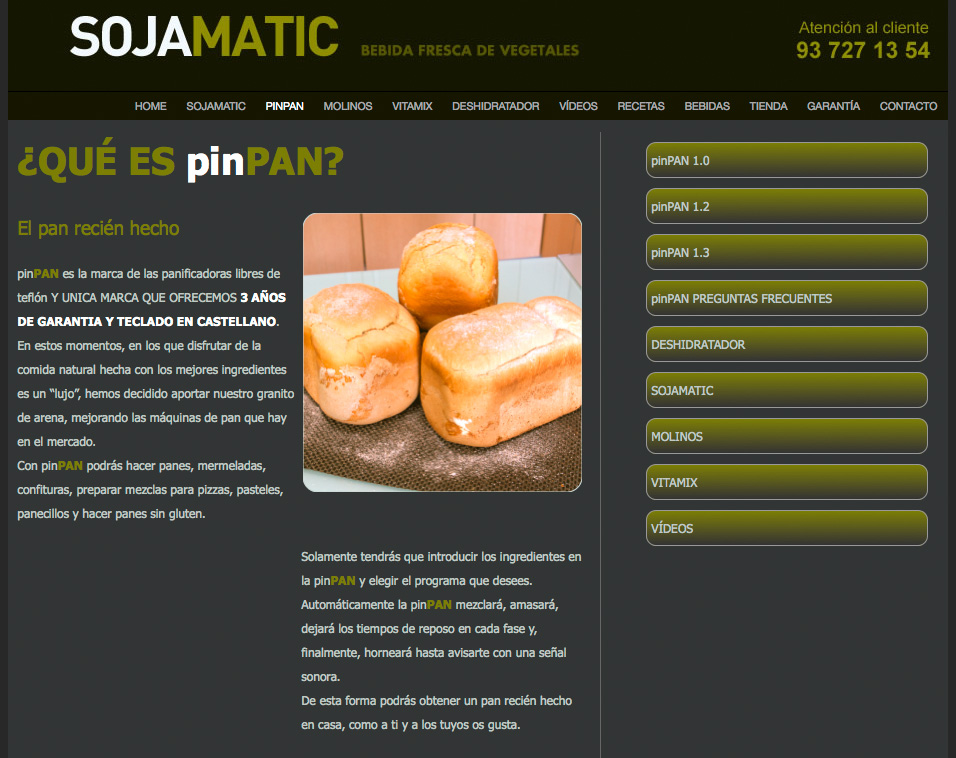 SOJAMATIC BEBIDA FRESCA DE VEGETALES
Atención al cliente
93 727 13 54
HOME SOJAMATIC PINPAN MOLINOS VITAMIX DESHIDRATADOR VÍDEOS RECETAS BEBIDAS TIENDA GARANTÍA CONTACTO
¿QUÉ ES pinPAN?
El pan recién hecho
pinPAN es la marca de las panificadoras libres de
teflón Y UNICA MARCA QUE OFRECEMOS 3 AÑOS
DE GARANTIA Y TECLADO EN CASTELLANO.
En estos momentos, en los que disfrutar de la
comida natural hecha con los mejores ingredientes
es un “lujo”, hemos decidido aportar nuestro granito
de arena, mejorando las máquinas de pan que hay
en el mercado.
Con pinPAN podrás hacer panes, mermeladas,
confituras, preparar mezclas para pizzas, pasteles,
panecillos y hacer panes sin gluten.
Solamente tendrás que introducir los ingredientes en
la pinPAN y elegir el programa que desees.
Automáticamente la pinPAN mezclará, amasará,
dejará los tiempos de reposo en cada fase y,
finalmente, horneará hasta avisarte con una señal
sonora.
De esta forma podrás obtener un pan recién hecho
en casa, como a ti y a los tuyos os gusta.
pinPAN 1.0
pinPAN 1.2
pinPAN 1.3
pinPAN PREGUNTAS FRECUENTES
DESHIDRATADOR
SOJAMATIC
MOLINOS
VITAMIX
VÍDEOS